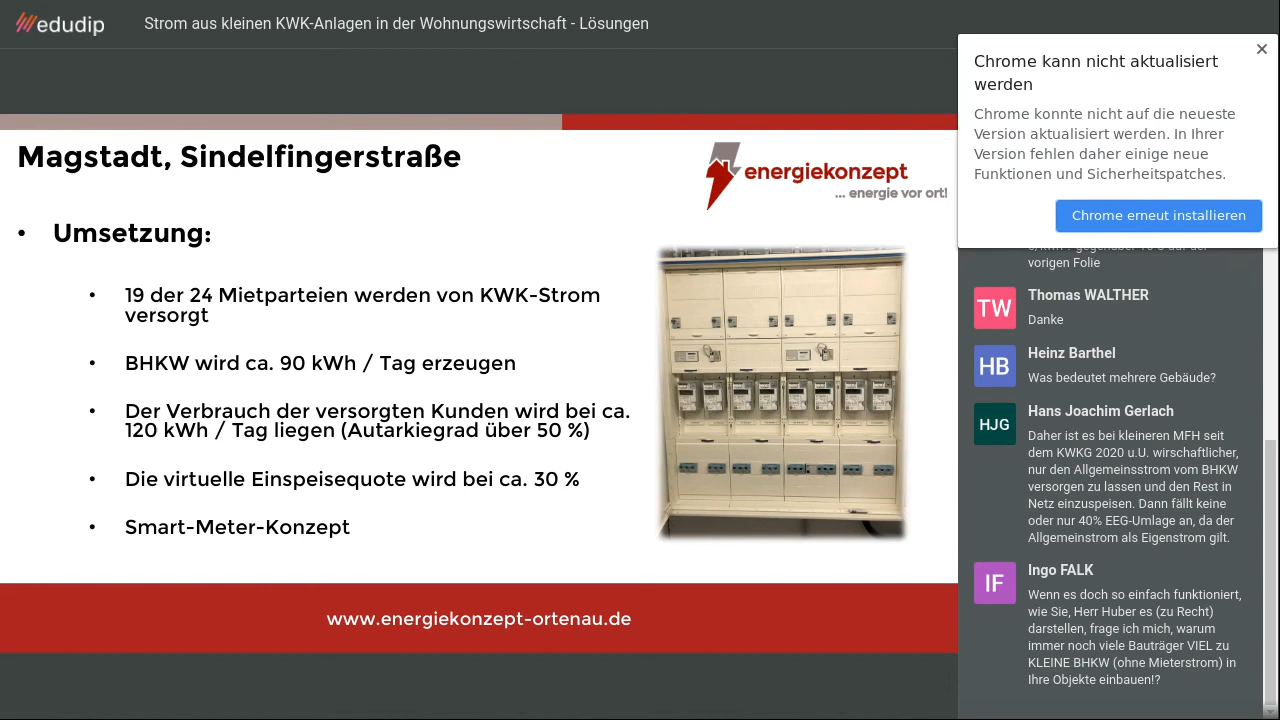 edudip
Strom aus kleinen KWK-Anlagen in der Wohnungswirtschaft - Lösungen
Magstadt, Sindelfingerstraße
energiekonzept
... energie vor ort!
• Umsetzung:
• 19 der 24 Mietparteien werden von KWK-Strom
versorgt
• BHKW wird ca. 90 kWh / Tag erzeugen
• Der Verbrauch der versorgten Kunden wird bei ca.
120 kWh / Tag liegen (Autarkiegrad über 50 %)
• Die virtuelle Einspeisequote wird bei ca. 30 %
• Smart-Meter-Konzept
www.energiekonzept-ortenau.de
Chrome kann nicht aktualisiert
werden
Chrome konnte nicht auf die neueste
Version aktualisiert werden. In Ihrer
Version fehlen daher einige neue
Funktionen und Sicherheitspatches.
Chrome erneut installieren
vorigen Folie
TW
Thomas WALTHER
Danke
HB
Heinz Barthel
Was bedeutet mehrere Gebäude?
HJG
Hans Joachim Gerlach
Daher ist es bei kleineren MFH seit
dem KWKG 2020 u.U. wirschaftlicher,
nur den Allgemeinsstrom vom BHKW
versorgen zu lassen und den Rest in
Netz einzuspeisen. Dann fällt keine
oder nur 40% EEG-Umlage an, da der
Allgemeinstrom als Eigenstrom gilt.
IF
Ingo FALK
Wenn es doch so einfach funktioniert,
wie Sie, Herr Huber es (zu Recht)
darstellen, frage ich mich, warum
immer noch viele Bauträger VIEL zu
KLEINE BHKW (ohne Mieterstrom) in
Ihre Objekte einbauen!?